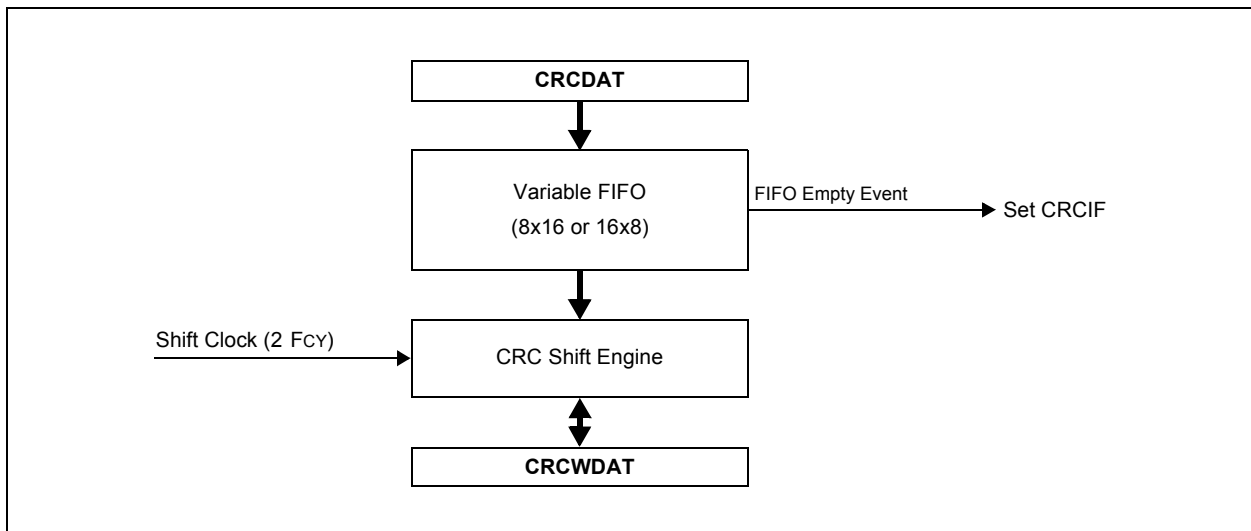 CRCDAT
Variable FIFO
(8x16 or 16x8)
FIFO Empty Event
Set CRCIF
Shift Clock (2 FCY)
CRC Shift Engine
CRCWDAT